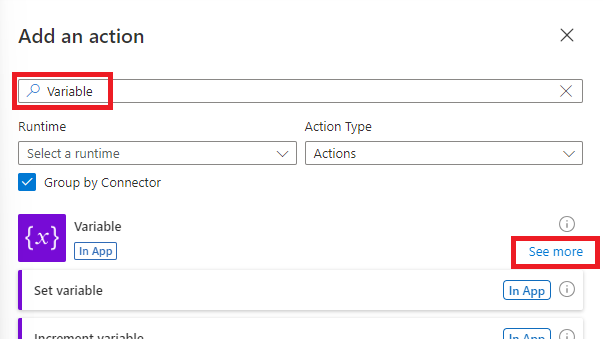 Add an action
Variable
Runtime
Action Type
Select a runtime
Actions
Group by Connector
{x}
Variable
In App
See more
Set variable
In App
Increment variable
In App